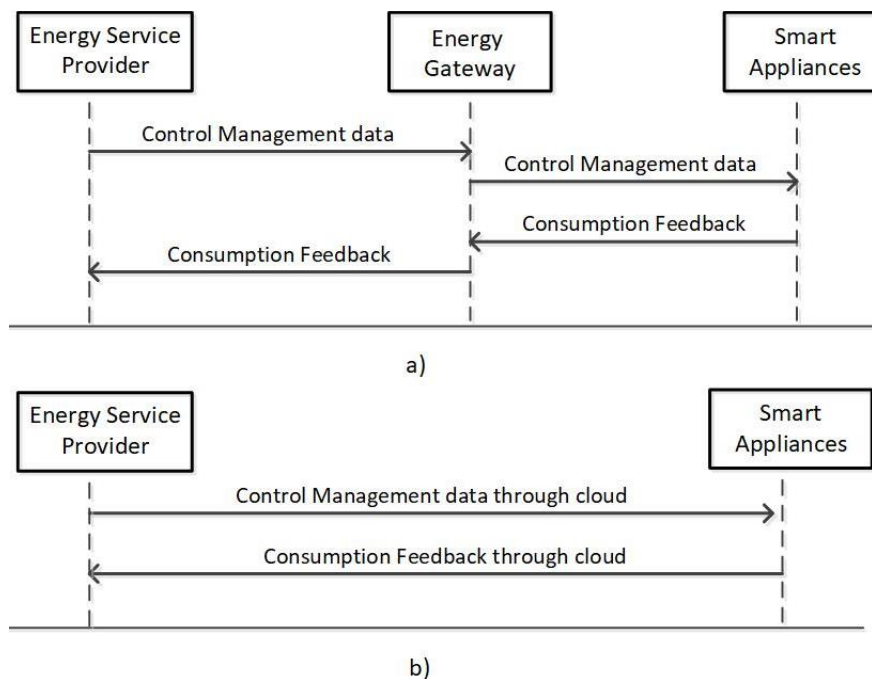 Energy Service
Provider
Energy
Gateway
Smart
Appliances
Control Management data
Control Management data
Consumption Feedback
Consumption Feedback
a)
Energy Service
Provider
Smart
Appliances
Control Management data through cloud
Consumption Feedback through cloud
b)